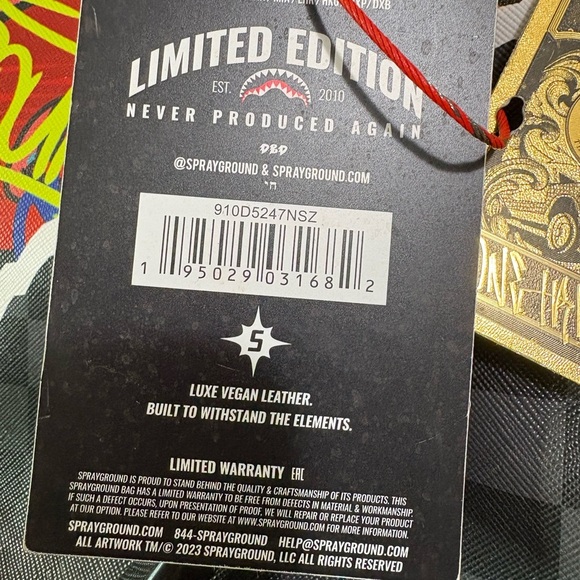 LIMITED EDITION
EST. 2010
NEVER PRODUCED AGAIN
DBD
@SPRAYGROUND & SPRAYGROUND.COM
910D5247NSZ
1 95029 03168 2
S
LUXE VEGAN LEATHER.
BUILT TO WITHSTAND THE ELEMENTS.
LIMITED WARRANTY EAC
SPRAYGROUND IS PROUD TO STAND BEHIND THE QUALITY & CRAFTSMANSHIP OF ITS PRODUCTS, THIS
SPRAYGROUND BAG HAS A LIMITED WARRANTY TO BE FREE FROM DEFECTS IN MATERIAL & WORKMANSHIP.
IF SUCH A DEFECT OCCURS, UPON PRESENTATION OF PROOF, WE WILL REPAIR OR REPLACE YOUR PRODUCT
AT OUR OPTION. PLEASE REFER TO OUR WEBSITE AT WWW.SPRAYGROUND.COM FOR MORE INFORMATION.
SPRAYGROUND.COM 844-SPRAYGROUND HELP@SPRAYGROUND.COM
ALL ARTWORK TM/© 2023 SPRAYGROUND, LLC ALL RIGHTS RESERVED